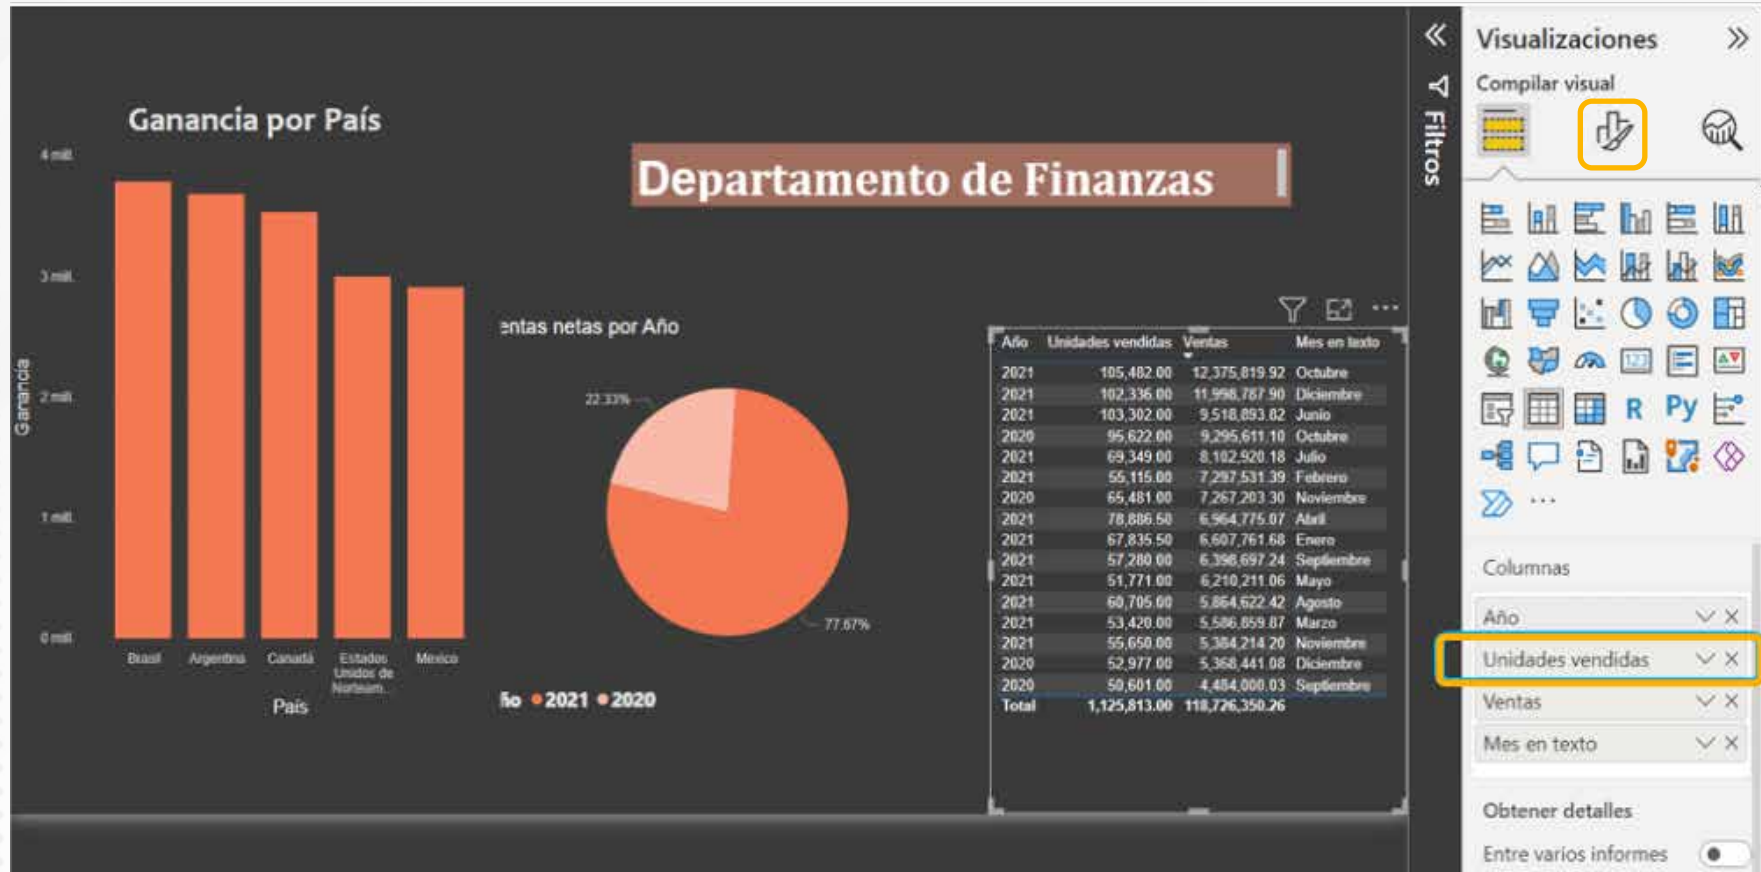 Ganancia por País
4 mill.
3 mill.
2 mill.
1 mill.
0 mill.
Ganancia
Brasil
Argentina
Canadá
Estados
Unidos de
Norteam...
México
País
Departamento de Finanzas
entas netas por Año
22.33%
77.67%
ño 2021 2020
Año Unidades vendidas Ventas Mes en texto
2021 105,482.00 12,375,819.92 Octubre
2021 102,336.00 11,998,787.90 Diciembre
2021 103,302.00 9,518,893.82 Junio
2020 95,622.00 9,295,611.10 Octubre
2021 69,349.00 8,102,920.18 Julio
2021 55,115.00 7,297,531.39 Febrero
2020 65,481.00 7,267,203.30 Noviembre
2021 78,886.50 6,964,775.07 Abril
2021 67,835.50 6,607,761.68 Enero
2021 57,280.00 6,398,697.24 Septiembre
2021 51,771.00 6,210,211.06 Mayo
2021 60,705.00 5,864,622.42 Agosto
2021 53,420.00 5,586,859.87 Marzo
2021 55,650.00 5,384,214.20 Noviembre
2020 52,977.00 5,368,441.08 Diciembre
2020 50,601.00 4,484,000.03 Septiembre
Total 1,125,813.00 118,726,350.26
Filtros
Visualizaciones
Compilar visual
123
R Py
Columnas
Año
Unidades vendidas
Ventas
Mes en texto
Obtener detalles
Entre varios informes